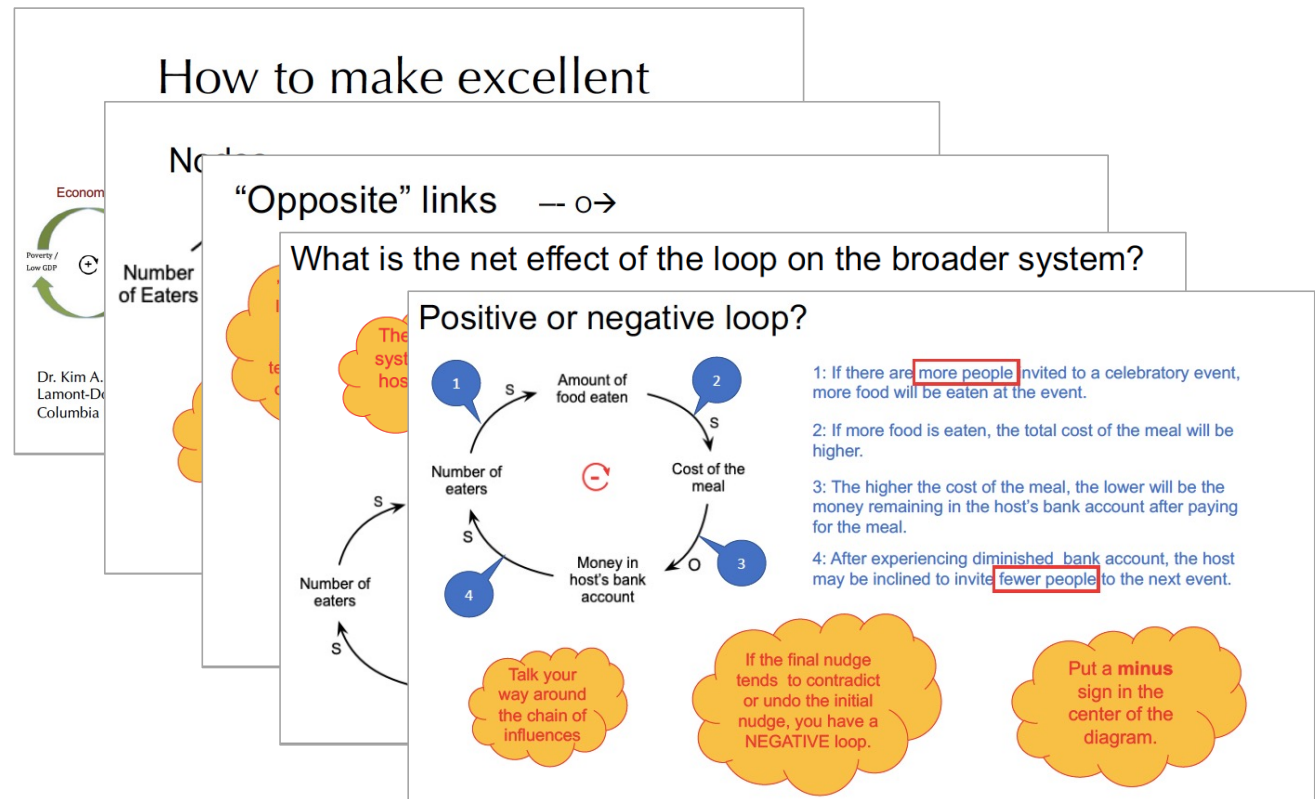 How to make excellent
Econom
Poverty /
Low GDP
+
Dr. Kim A.
Lamont-Do
Columbia
Number
of Eaters
"Opposite" links —- O→
What is the net effect of the loop on the broader system?
The
syst
hos
S
Number of
eaters
S
Positive or negative loop?
1
S
Amount of
food eaten
2
S
Number of
eaters
-
Cost of the
meal
S
4
Money in
host's bank
account
O
3
1: If there are more people invited to a celebratory event,
more food will be eaten at the event.
2: If more food is eaten, the total cost of the meal will be
higher.
3: The higher the cost of the meal, the lower will be the
money remaining in the host's bank account after paying
for the meal.
4: After experiencing diminished bank account, the host
may be inclined to invite fewer people to the next event.
Talk your
way around
the chain of
influences
If the final nudge
tends to contradict
or undo the initial
nudge, you have a
NEGATIVE loop.
Put a minus
sign in the
center of the
diagram.